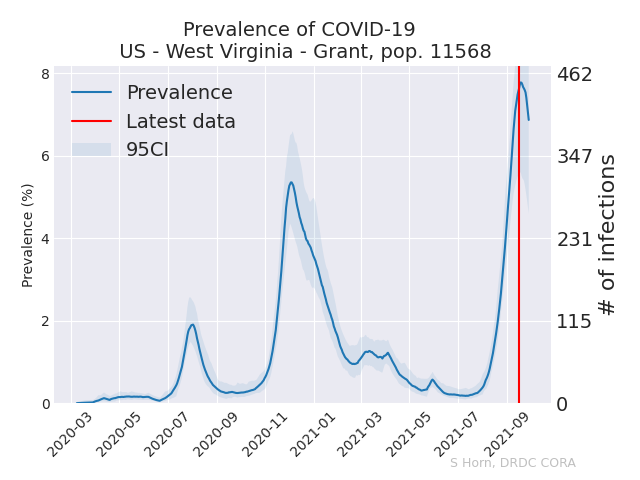 Prevalence of COVID-19
US - West Virginia - Grant, pop. 11568
Prevalence
Latest data
95CI
8
6
4
2
0
Prevalence (%)
462
347
231
115
0
# of infections
2020-03
2020-05
2020-07
2020-09
2020-11
2021-01
2021-03
2021-05
2021-07
2021-09
S Horn, DRDC CORA